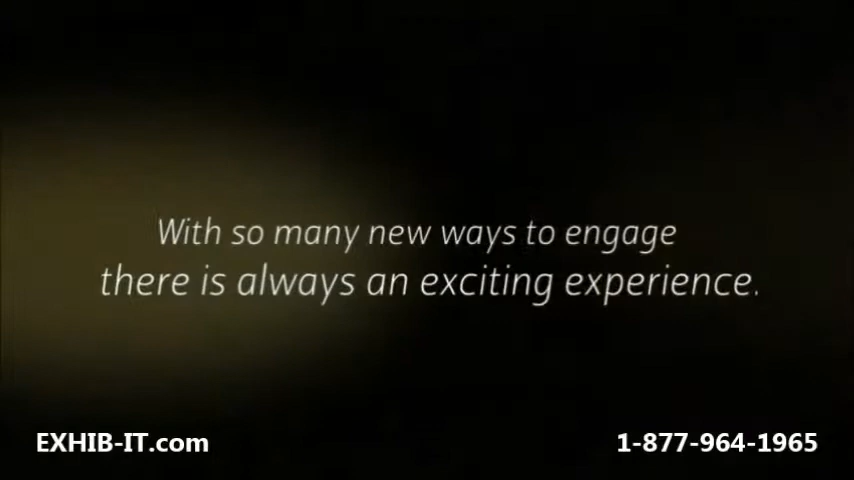 With so many new ways to engage
there is always an exciting experience.
EXHIB-IT.com
1-877-964-1965